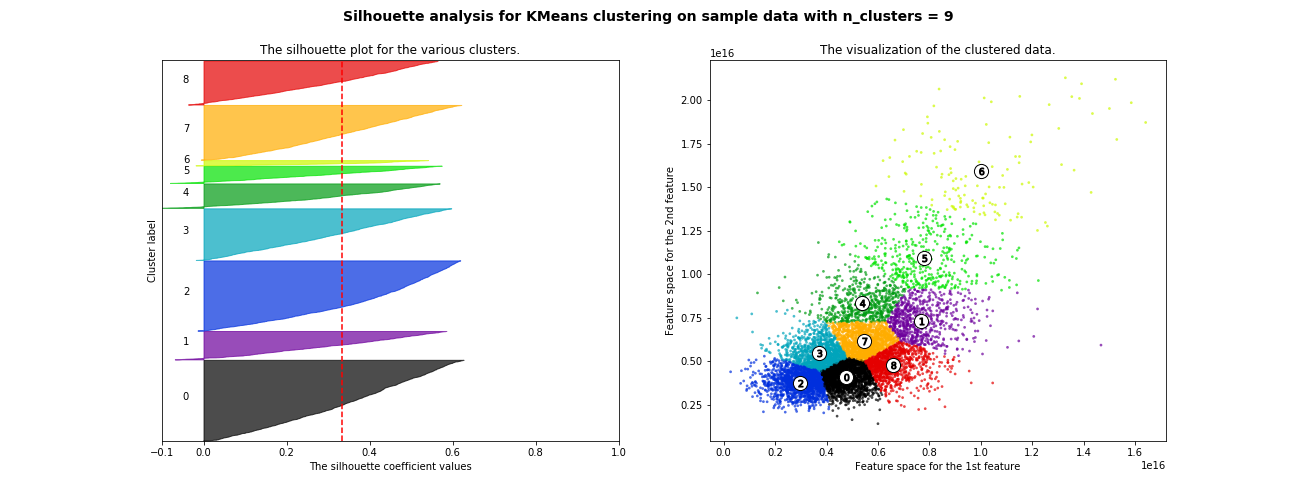 Silhouette analysis for KMeans clustering on sample data with n_clusters = 9
The silhouette plot for the various clusters.
8
7
6
5
4
3
2
1
0
Cluster label
−0.1 0.0 0.2 0.4 0.6 0.8 1.0
The silhouette coefficient values
The visualization of the clustered data.
1e16
2.00
1.75
1.50
1.25
1.00
0.75
0.50
0.25
Feature space for the 2nd feature
6
5
4
1
7
3
8
0
2
0.0 0.2 0.4 0.6 0.8 1.0 1.2 1.4 1.6
1e16
Feature space for the 1st feature